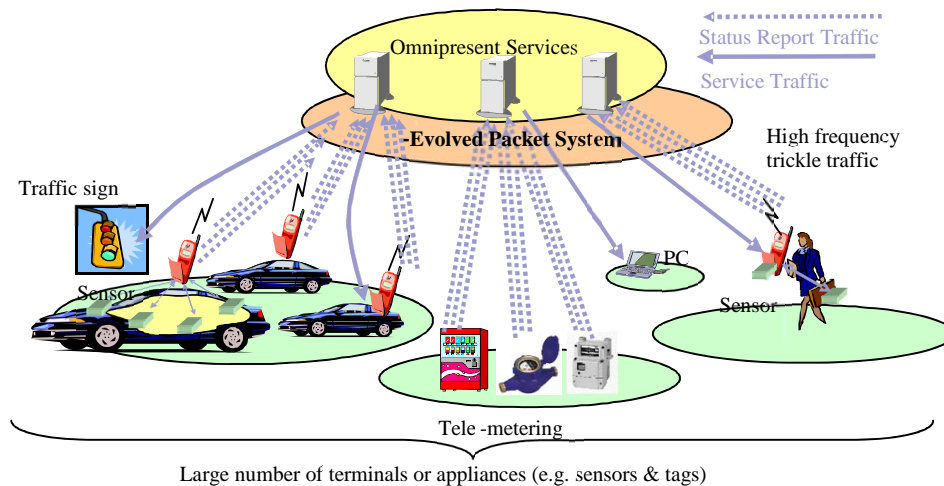 Omnipresent Services
Status Report Traffic
Service Traffic
-Evolved Packet System
High frequency
trickle traffic
Traffic sign
Sensor
PC
Sensor
Tele -metering
Large number of terminals or appliances (e.g. sensors & tags)